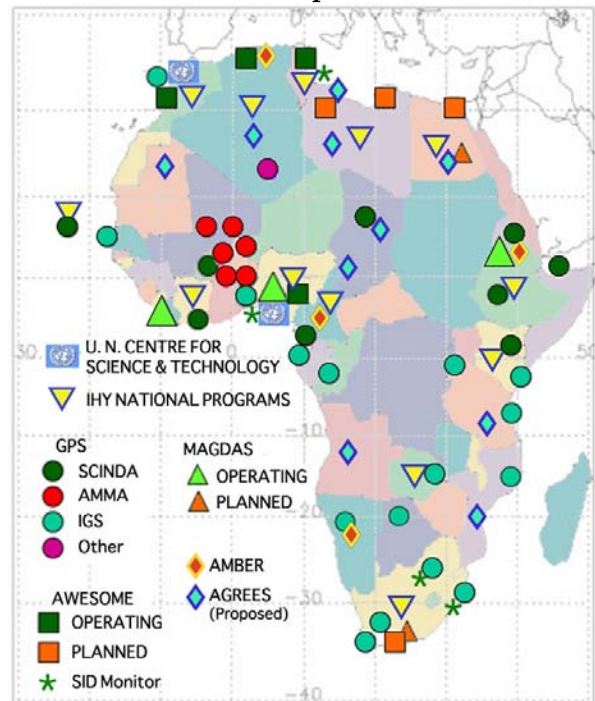 30.
0
50
-10
-20
-30
-40
U. N. CENTRE FOR
SCIENCE & TECHNOLOGY
IHY NATIONAL PROGRAMS
GPS
SCINDA
AMMA
IGS
Other
MAGDAS
OPERATING
PLANNED
AMBER
AGREES
(Proposed)
AWESOME
OPERATING
PLANNED
SID Monitor